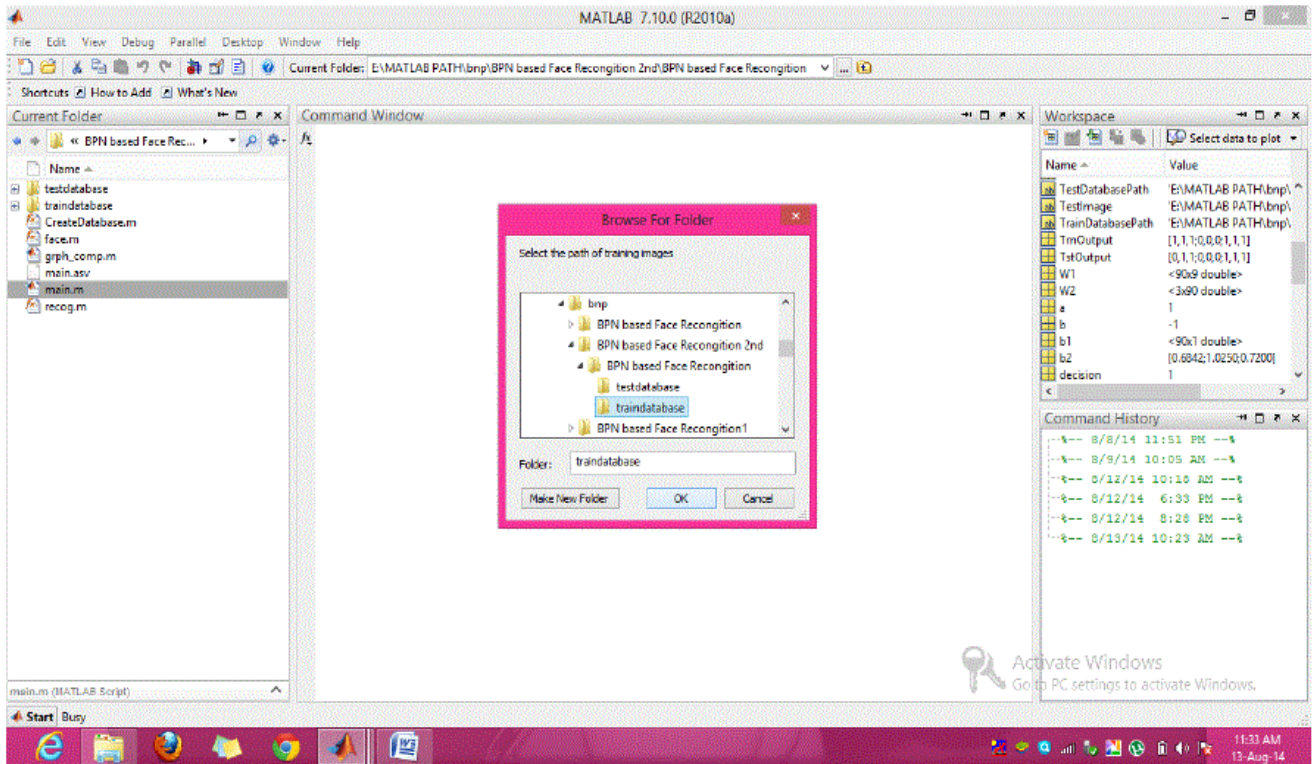 MATLAB 7.10.0 (R2010a)
File Edit View Debug Parallel Desktop Window Help
Current Folder: E:\MATLAB PATH\bnp\BPN based Face Recongition 2nd\BPN based Face Recongition
Shortcuts How to Add What's New
Current Folder
« BPN based Face Rec...
Name
testdatabase
traindatabase
CreateDatabase.m
face.m
grph_comp.m
main.asv
main.m
recog.m
main.m (MATLAB Script)
Command Window
fx
Browse For Folder
Select the path of training images
bnp
BPN based Face Recongition
BPN based Face Recongition 2nd
BPN based Face Recongition
testdatabase
traindatabase
BPN based Face Recongition1
Folder: traindatabase
Make New Folder OK Cancel
Workspace
Select data to plot
Name Value
TestDatabasePath 'E:\MATLAB PATH\bnp\
TestImage 'E:\MATLAB PATH\bnp\
TrainDatabasePath 'E:\MATLAB PATH\bnp\
TrnOutput [1,1,1;0,0,0;1,1,1]
TstOutput [0,1,1;0,0,0;1,1,1]
W1 <90x9 double>
W2 <3x90 double>
a 1
b -1
b1 <90x1 double>
b2 [0.6842;1.0250;0.7200]
decision 1
Command History
%-- 8/8/14 11:51 PM --%
%-- 8/9/14 10:05 AM --%
%-- 8/12/14 10:18 AM --%
%-- 8/12/14 6:33 PM --%
%-- 8/12/14 8:28 PM --%
%-- 8/13/14 10:23 AM --%
Activate Windows
Go to PC settings to activate Windows.
Start Busy
11:33 AM
13-Aug-14